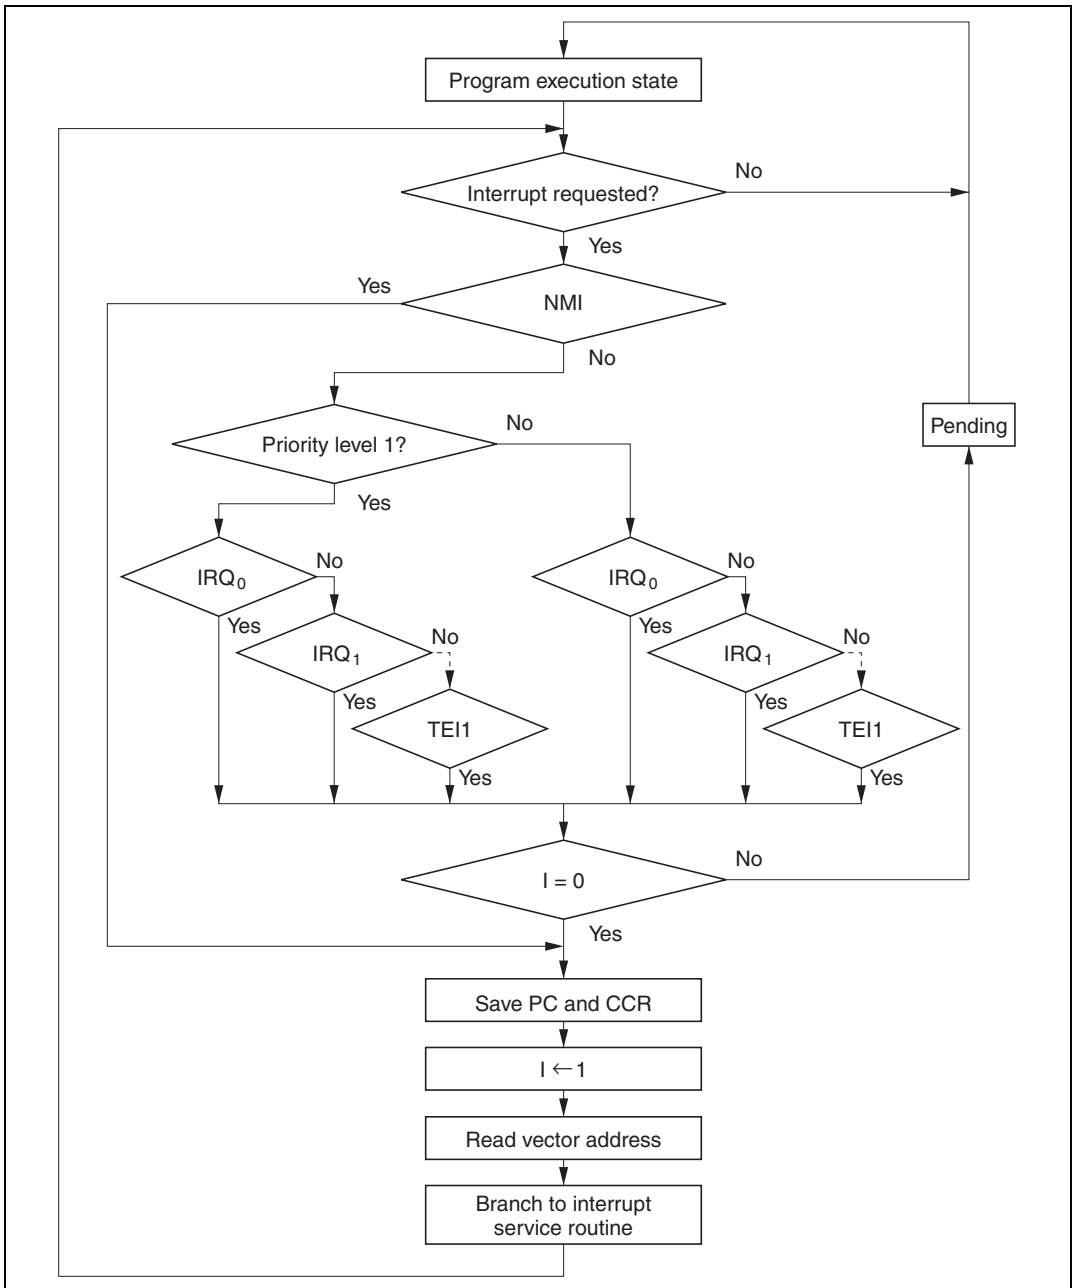 Program execution state
Interrupt requested?
No
Yes
Yes
NMI
No
Pending
Priority level 1?
No
Yes
IRQ0
No
IRQ0
No
Yes
IRQ1
No
Yes
IRQ1
No
Yes
TEI1
Yes
TEI1
Yes
Yes
I = 0
No
Yes
Save PC and CCR
I ← 1
Read vector address
Branch to interrupt
service routine